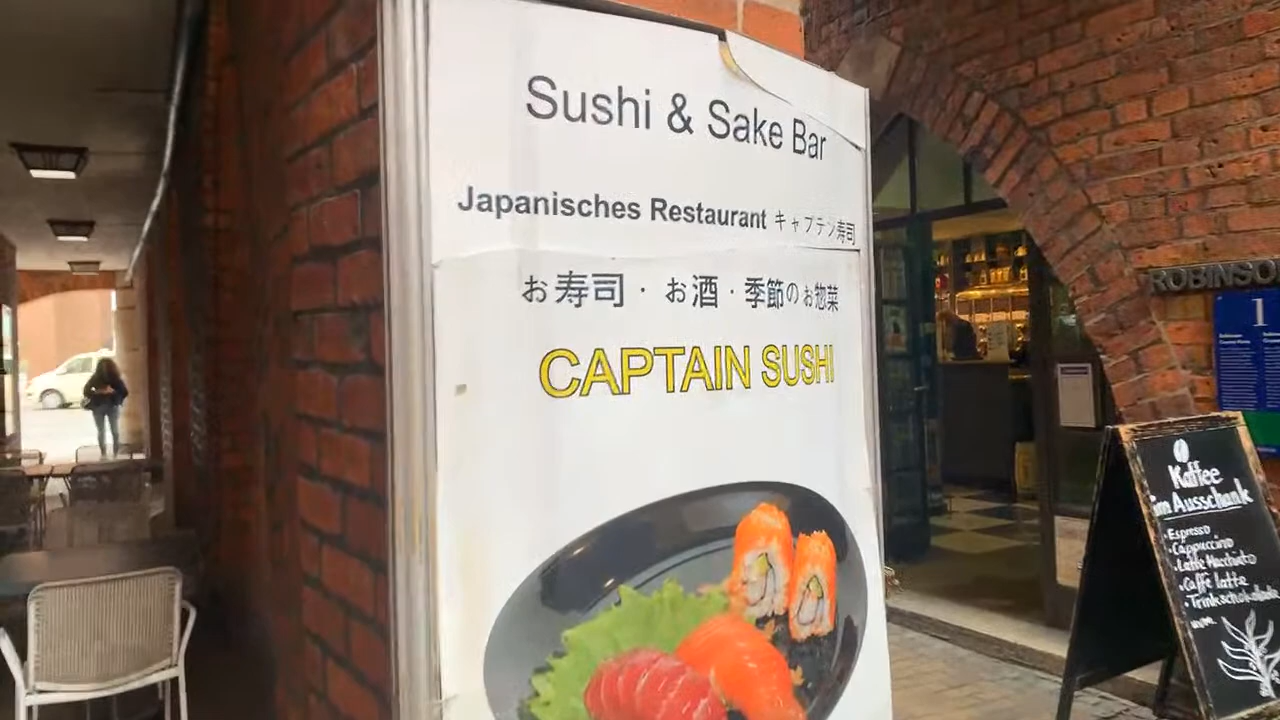 Sushi & Sake Bar
Japanisches Restaurant キャプテン寿司
お寿司・お酒・季節のお惣菜
CAPTAIN SUSHI
ROBINSO
1
Kaffee
im Ausschank
· Espresso
· Cappuccino
· Latte Macchiato
· Caffè latte
· Trinkschokolade